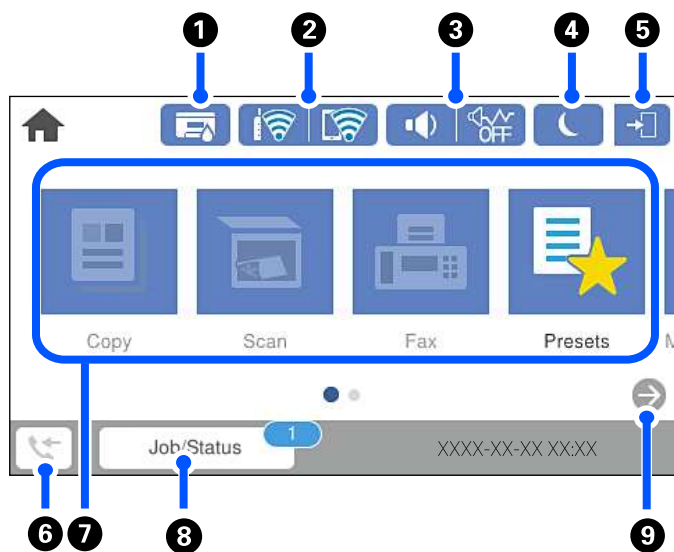 1 2 3 4 5
OFF
Copy Scan Fax Presets M
1
Job/Status XXXX-XX-XX XX:XX
6 7 8 9